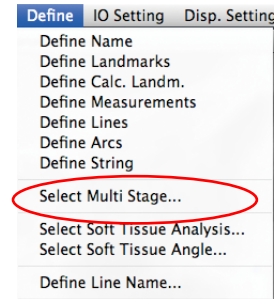 Define IO Setting Disp. Setting
Define Name
Define Landmarks
Define Calc. Landm.
Define Measurements
Define Lines
Define Arcs
Define String
Select Multi Stage...
Select Soft Tissue Analysis...
Select Soft Tissue Angle...
Define Line Name...